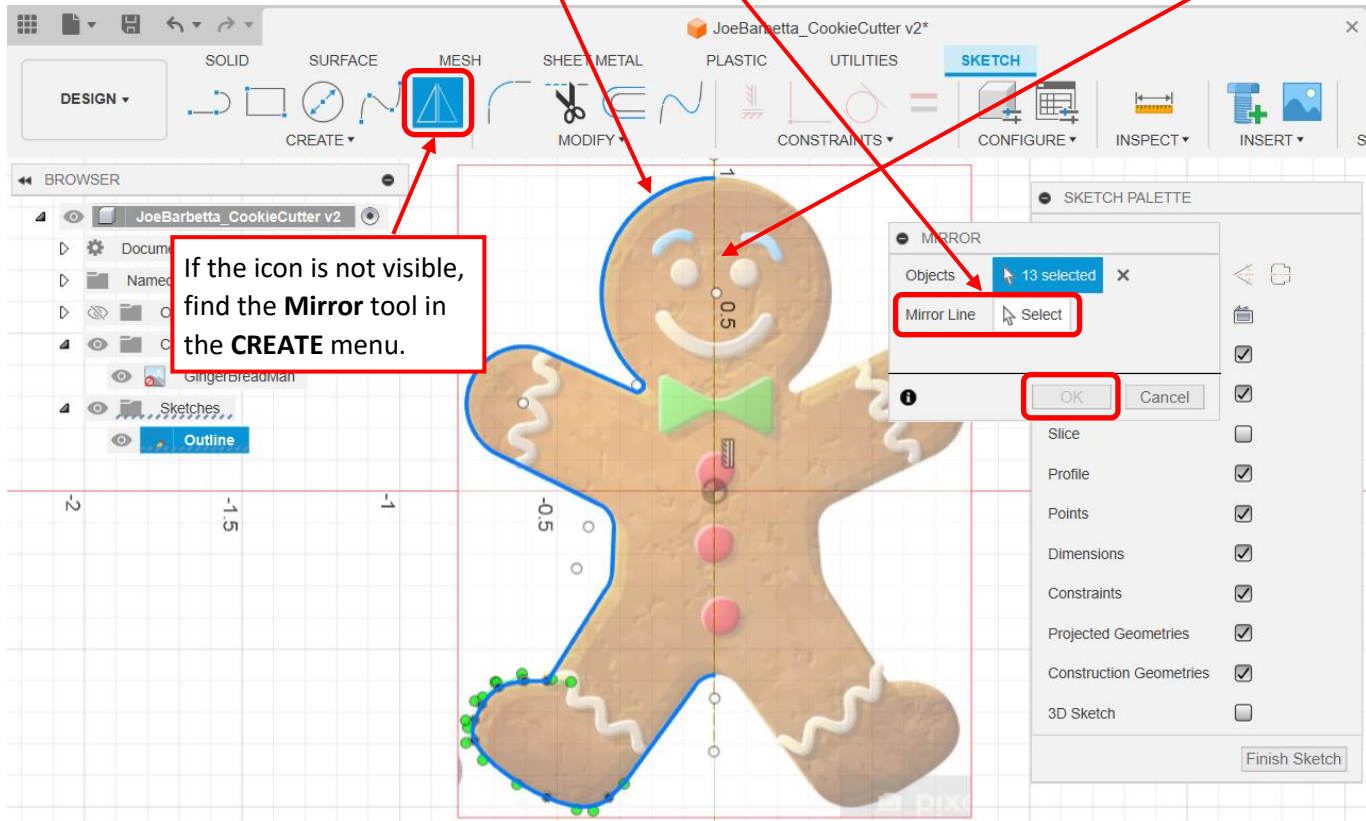 JoeBarbetta_CookieCutter v2*
SOLID SURFACE MESH SHEET METAL PLASTIC UTILITIES SKETCH
DESIGN
CREATE MODIFY CONSTRAINTS CONFIGURE INSPECT INSERT S
BROWSER
JoeBarbetta_CookieCutter v2
Docum
Named
O
C
GingerBreadMan
Sketches
Outline
If the icon is not visible,
find the Mirror tool in
the CREATE menu.
1
0.5
-2 -1.5 -1 -0.5
MIRROR
Objects 13 selected
Mirror Line Select
OK Cancel
SKETCH PALETTE
Slice
Profile
Points
Dimensions
Constraints
Projected Geometries
Construction Geometries
3D Sketch
Finish Sketch